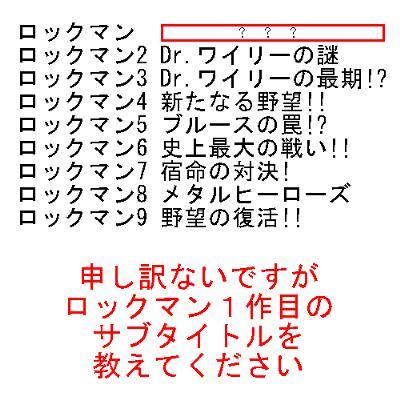 ロックマン ? ? ?
ロックマン2 Dr.ワイリーの謎
ロックマン3 Dr.ワイリーの最期!?
ロックマン4 新たなる野望!!
ロックマン5 ブルースの罠!?
ロックマン6 史上最大の戦い!!
ロックマン7 宿命の対決!
ロックマン8 メタルヒーローズ
ロックマン9 野望の復活!!
申し訳ないですが
ロックマン１作目の
サブタイトルを
教えてください